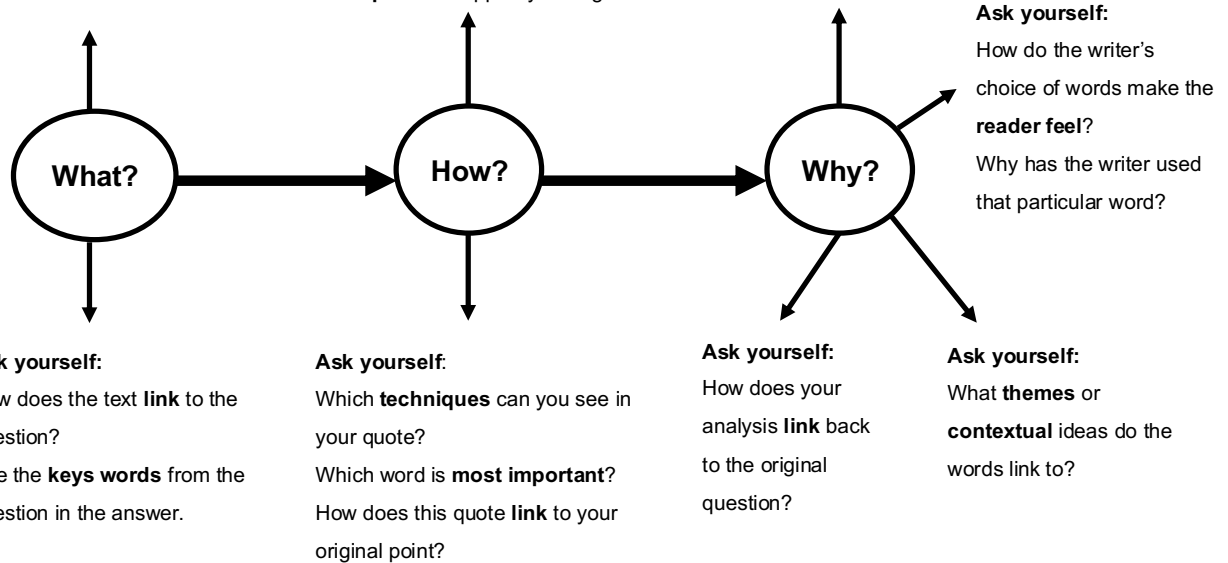 Ask yourself:
How do the writer's
choice of words make the
reader feel?
Why has the writer used
that particular word?
What?
How?
Why?
yourself:
does the text link to the
the keys words from the
in the answer.
Ask yourself:
Which techniques can you see in
your quote?
Which word is most important?
How does this quote link to your
original point?
Ask yourself:
How does your
analysis link back
to the original
question?
Ask yourself:
What themes or
contextual ideas do the
words link to?